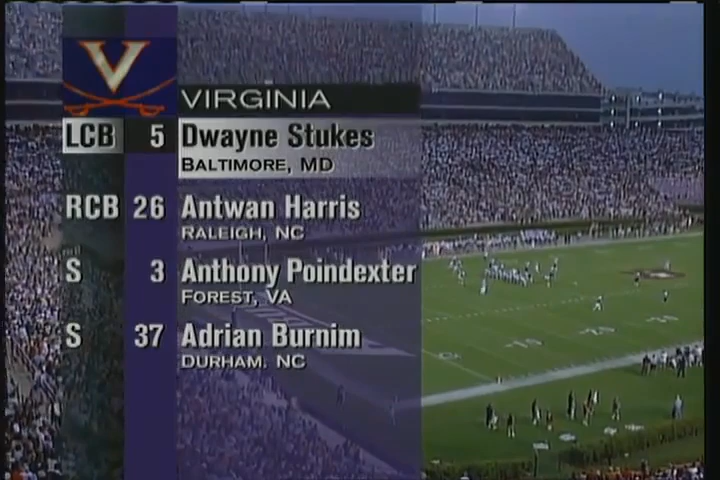 V
VIRGINIA
LCB 5 Dwayne Stukes
BALTIMORE, MD
RCB 26 Antwan Harris
RALEIGH, NC
S 3 Anthony Poindexter
FOREST, VA
S 37 Adrian Burnim
DURHAM, NC